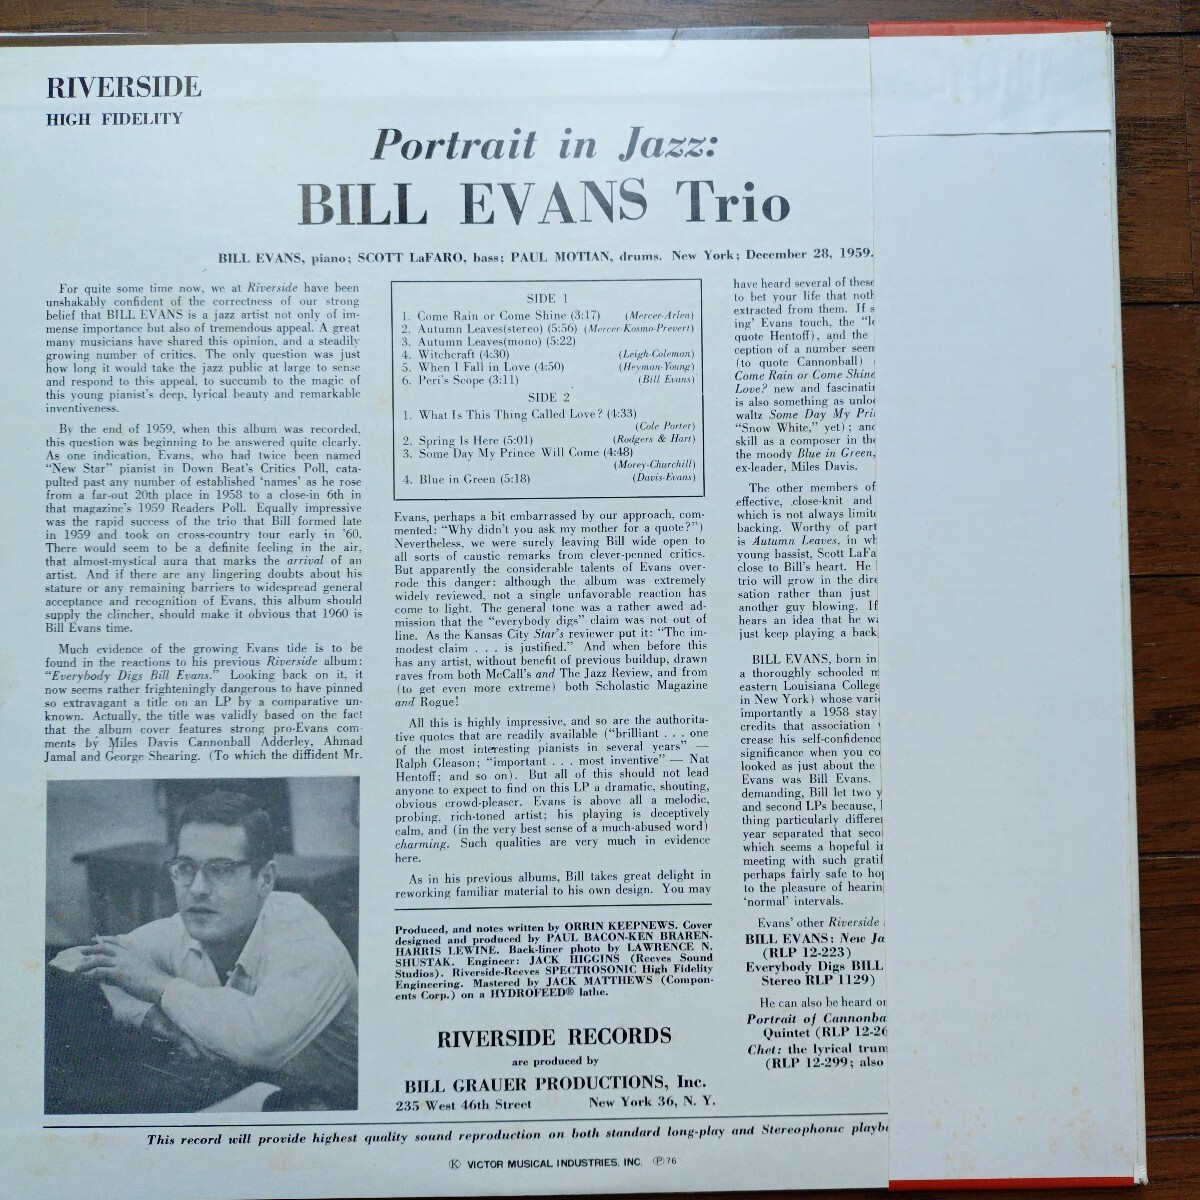 RIVERSIDE
HIGH FIDELITY
Portrait in Jazz:
BILL EVANS Trio
BILL EVANS, piano; SCOTT LaFARO, bass; PAUL MOTIAN, drums. New York; December 28, 1959.
For quite some time now, we at Riverside have been
unshakably confident of the correctness of our strong
belief that BILL EVANS is a jazz artist not only of im-
mense importance but also of tremendous appeal. A great
many musicians have shared this opinion, and a steadily
growing number of critics. The only question was just
how long it would take the jazz public at large to sense
and respond to this appeal, to succumb to the magic of
this young pianist's deep, lyrical beauty and remarkable
inventiveness.
By the end of 1959, when this album was recorded,
this question was beginning to be answered quite clearly.
As one indication, Evans, who had twice been named
"New Star" pianist in Down Beat's Critics Poll, cata-
pulted past any number of established 'names' as he rose
from a far-out 20th place in 1958 to a close-in 6th in
that magazine's 1959 Readers Poll. Equally impressive
was the rapid success of the trio that Bill formed late
in 1959 and took on cross-country tour early in '60.
There would seem to be a definite feeling in the air,
that almost-mystical aura that marks the arrival of an
artist. And if there are any lingering doubts about his
stature or any remaining barriers to widespread general
acceptance and recognition of Evans, this album should
supply the clincher, should make it obvious that 1960 is
Bill Evans time.
Much evidence of the growing Evans tide is to be
found in the reactions to his previous Riverside album:
"Everybody Digs Bill Evans." Looking back on it, it
now seems rather frighteningly dangerous to have pinned
so extravagant a title on an LP by a comparative un-
known. Actually, the title was validly based on the fact
that the album cover features strong pro-Evans com-
ments by Miles Davis Cannonball Adderley, Ahmad
Jamal and George Shearing. (To which the diffident Mr.
SIDE 1
1. Come Rain or Come Shine (3:17) (Mercer-Arlen)
2. Autumn Leaves(stereo) (5:56) (Mercer-Kosmo-Prevert)
3. Autumn Leaves(mono) (5:22)
4. Witchcraft (4:30) (Leigh-Coleman)
5. When I Fall in Love (4:50) (Heyman-Young)
6. Peri's Scope (3:11) (Bill Evans)
SIDE 2
1. What Is This Thing Called Love? (4:33)
(Cole Porter)
2. Spring Is Here (5:01) (Rodgers & Hart)
3. Some Day My Prince Will Come (4:48)
(Morey-Churchill)
4. Blue in Green (5:18) (Davis-Evans)
Evans, perhaps a bit embarrassed by our approach, com-
mented: "Why didn't you ask my mother for a quote?")
Nevertheless, we were surely leaving Bill wide open to
all sorts of caustic remarks from clever-penned critics.
But apparently the considerable talents of Evans over-
rode this danger: although the album was extremely
widely reviewed, not a single unfavorable reaction has
come to light. The general tone was a rather awed ad-
mission that the "everybody digs" claim was not out of
line. As the Kansas City Star's reviewer put it: "The im-
modest claim . . . is justified." And when before this
has any artist, without benefit of previous buildup, drawn
raves from both McCall's and The Jazz Review, and from
(to get even more extreme) both Scholastic Magazine
and Rogue!
All this is highly impressive, and so are the authorita-
tive quotes that are readily available ("brilliant . . . one
of the most interesting pianists in several years" —
Ralph Gleason; "important . . . most inventive" — Nat
Hentoff; and so on). But all of this should not lead
anyone to expect to find on this LP a dramatic, shouting,
obvious crowd-pleaser. Evans is above all a melodic,
probing, rich-toned artist; his playing is deceptively
calm, and (in the very best sense of a much-abused word)
charming. Such qualities are very much in evidence
here.
As in his previous albums, Bill takes great delight in
reworking familiar material to his own design. You may
Produced, and notes written by ORRIN KEEPNEWS. Cover
designed and produced by PAUL BACON-KEN BRAREN-
HARRIS LEWINE. Back-liner photo by LAWRENCE N.
SHUSTAK. Engineer: JACK HIGGINS (Reeves Sound
Studios). Riverside-Reeves SPECTROSONIC High Fidelity
Engineering. Mastered by JACK MATTHEWS (Compon-
ents Corp.) on a HYDROFEED® lathe.
RIVERSIDE RECORDS
are produced by
BILL GRAUER PRODUCTIONS, Inc.
235 West 46th Street New York 36, N. Y.
have heard several of these
to bet your life that
extracted from them. If
ing' Evans touch, the
quote Hentoff), and the
ception of a number
(to quote Cannonball)
Come Rain or Come Shine
Love? new and
is also something as
waltz Some Day My
"Snow White," yet);
skill as a composer in the
the moody Blue in Green,
ex-leader, Miles Davis.
The other members of
effective, close-knit and
which is not always
backing. Worthy of
is Autumn Leaves, in
young bassist, Scott
close to Bill's heart. He
trio will grow in the
sation rather than just
another guy blowing. If
hears an idea that he
just keep playing a
BILL EVANS, born in
a thoroughly schooled
eastern Louisiana College
in New York) whose
importantly a 1958 stay
credits that association
crease his self-confidence
significance when you
looked as just about the
Evans was Bill Evans.
demanding, Bill let two
and second LPs because,
thing particularly
year separated that
which seems a hopeful
meeting with such
perhaps fairly safe to
to the pleasure of
'normal' intervals.
Evans' other Riverside
BILL EVANS: New
(RLP 12-223)
Everybody Digs BILL
Stereo RLP 1129)
He can also be heard
Portrait of
Quintet (RLP
Chet: the lyrical
(RLP 12-299; also
This record will provide highest quality sound reproduction on both standard long-play and Stereophonic
Ⓚ VICTOR MUSICAL INDUSTRIES, INC. Ⓟ76